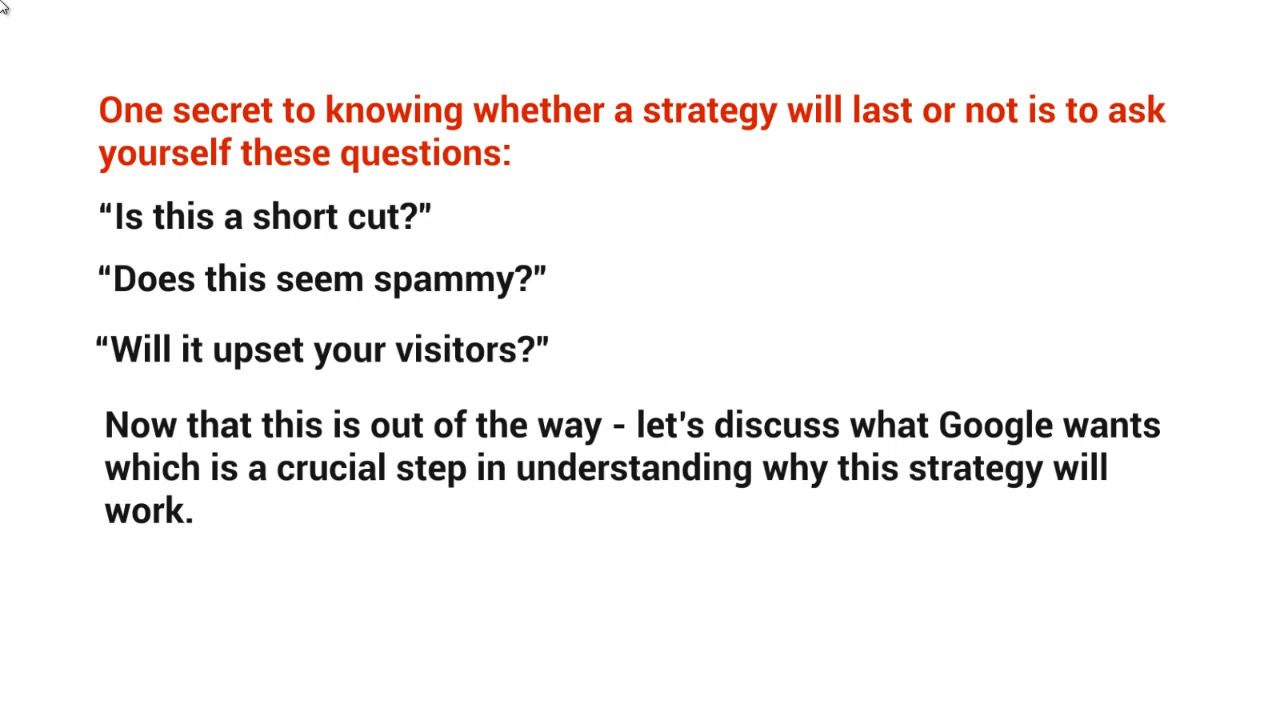 One secret to knowing whether a strategy will last or not is to ask
yourself these questions:
“Is this a short cut?”
“Does this seem spammy?”
“Will it upset your visitors?”
Now that this is out of the way - let's discuss what Google wants
which is a crucial step in understanding why this strategy will
work.